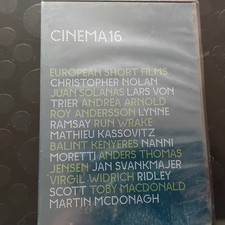 CINEMA16
EUROPEAN SHORT FILMS
CHRISTOPHER NOLAN
JUAN SOLANAS LARS VON
TRIER ANDREA ARNOLD
ROY ANDERSSON LYNNE
RAMSAY RUN WRAKE
MATHIEU KASSOVITZ
BÁLINT KENYERES NANNI
MORETTI ANDERS THOMAS
JENSEN JAN SVANKMAJER
VIRGIL WIDRICH RIDLEY
SCOTT TOBY MACDONALD
MARTIN MCDONAGH